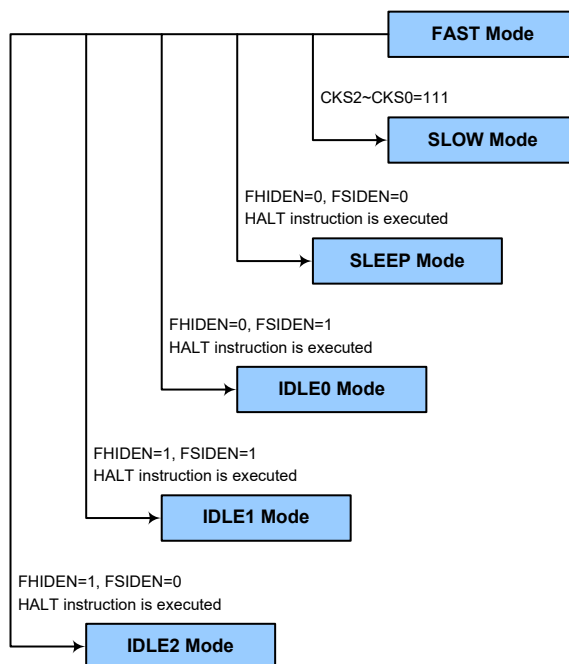 FAST Mode
CKS2~CKS0=111
SLOW Mode
FHIDEN=0, FSIDEN=0
HALT instruction is executed
SLEEP Mode
FHIDEN=0, FSIDEN=1
HALT instruction is executed
IDLE0 Mode
FHIDEN=1, FSIDEN=1
HALT instruction is executed
IDLE1 Mode
FHIDEN=1, FSIDEN=0
HALT instruction is executed
IDLE2 Mode